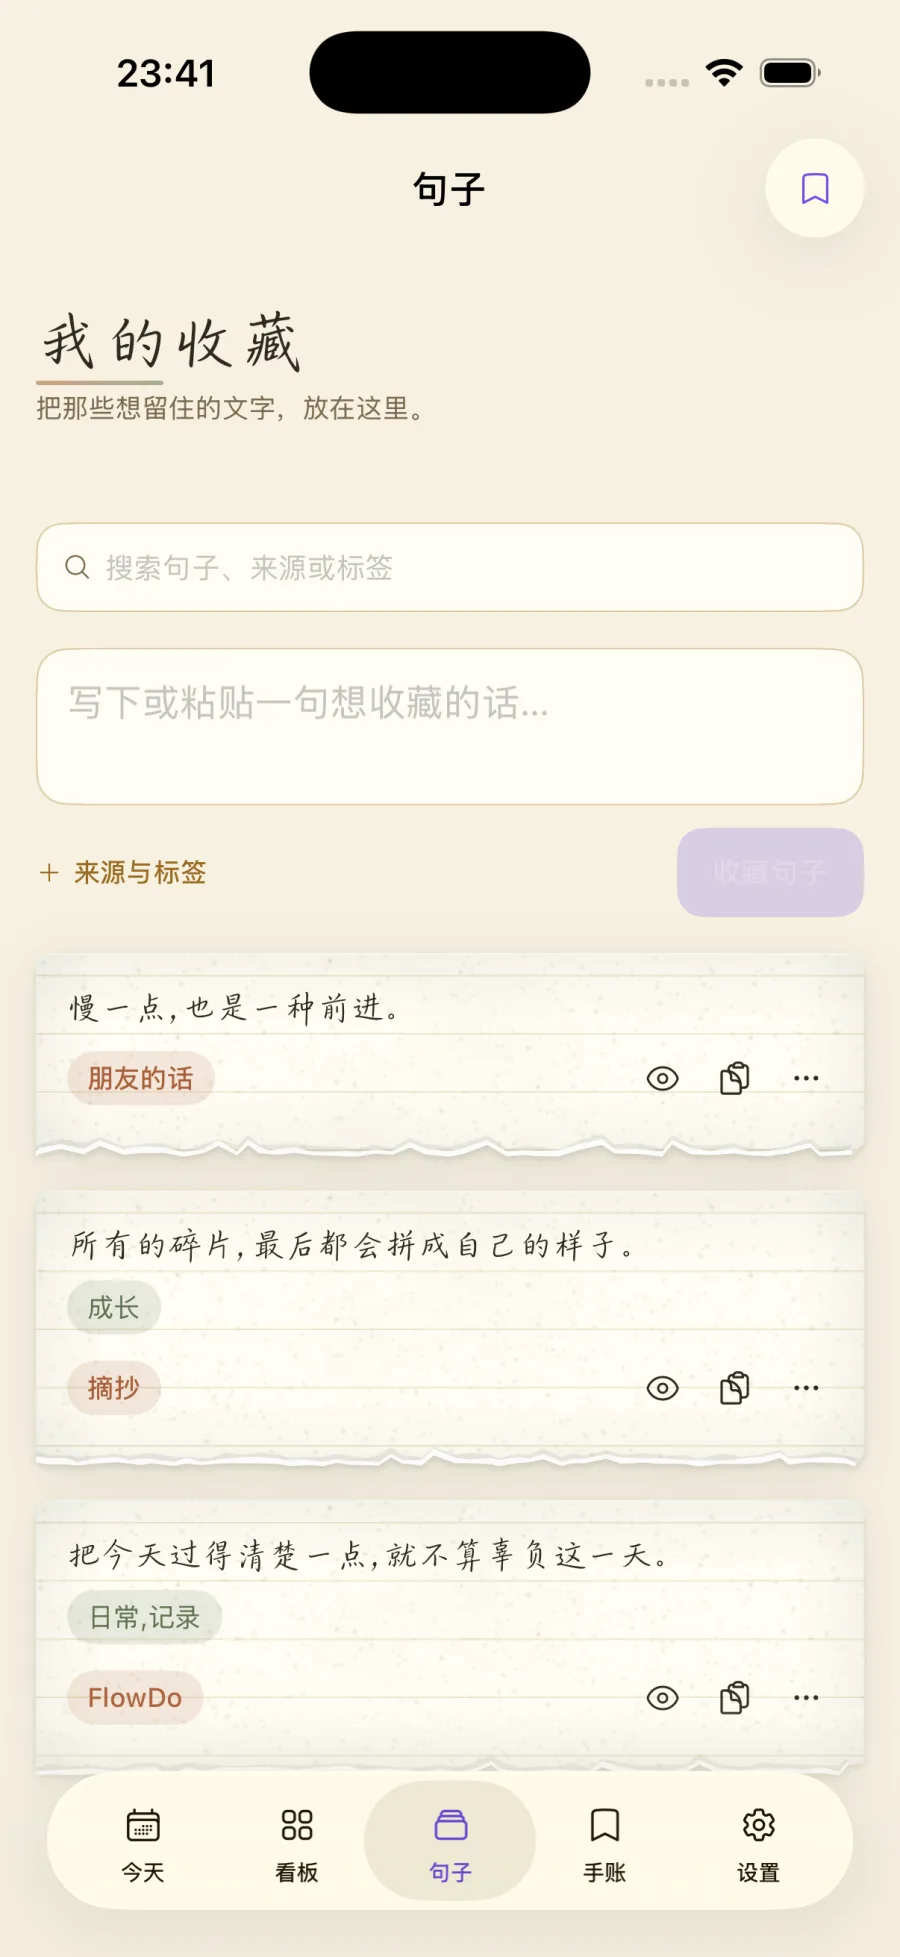 23:41
句子
我的收藏
把那些想留住的文字，放在这里。
搜索句子、来源或标签
写下或粘贴一句想收藏的话...
+ 来源与标签
收藏句子
慢一点,也是一种前进。
朋友的话
所有的碎片,最后都会拼成自己的样子。
成长
摘抄
把今天过得清楚一点,就不算辜负这一天。
日常,记录
FlowDo
今天 看板 句子 手账 设置